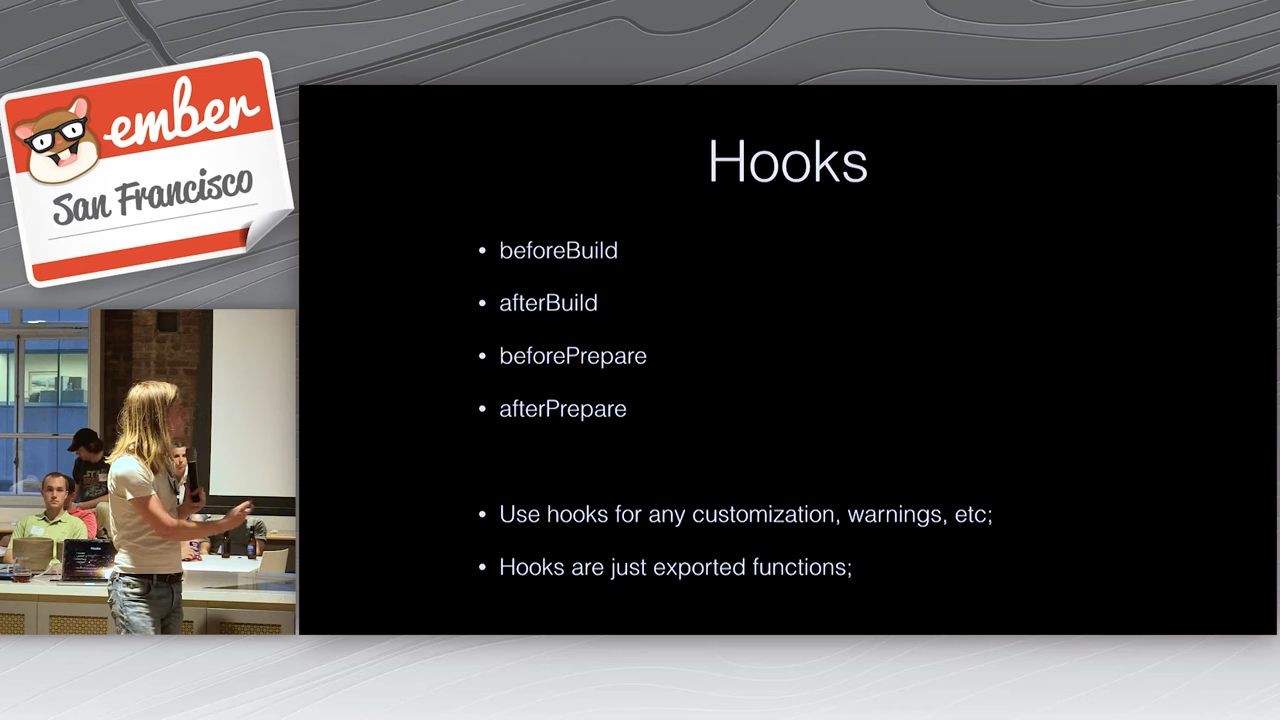 ember
San Francisco
Hooks
• beforeBuild
• afterBuild
• beforePrepare
• afterPrepare
• Use hooks for any customization, warnings, etc;
• Hooks are just exported functions;